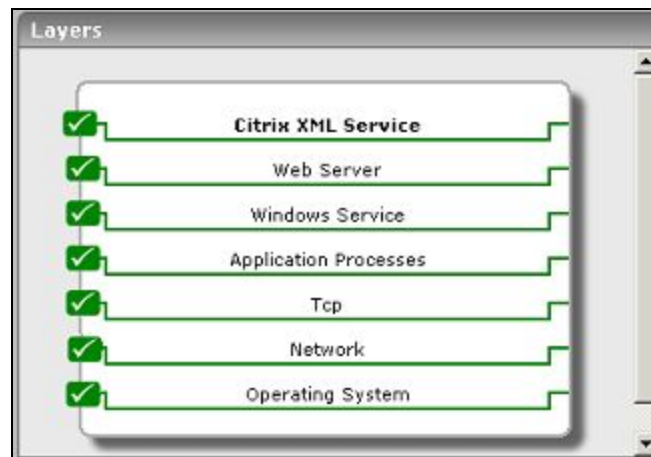 Layers
Citrix XML Service
Web Server
Windows Service
Application Processes
Tcp
Network
Operating System